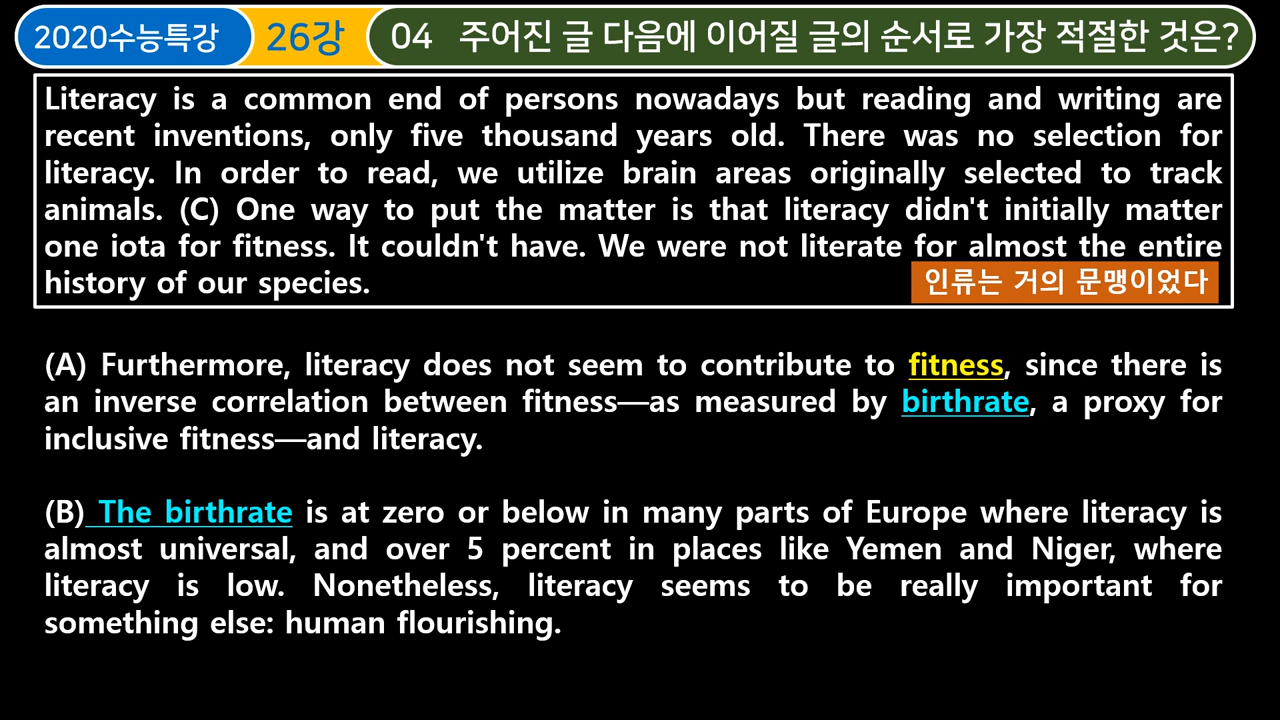 2020수능특강 26강 04 주어진 글 다음에 이어질 글의 순서로 가장 적절한 것은?
Literacy is a common end of persons nowadays but reading and writing are
recent inventions, only five thousand years old. There was no selection for
literacy. In order to read, we utilize brain areas originally selected to track
animals. (C) One way to put the matter is that literacy didn't initially matter
one iota for fitness. It couldn't have. We were not literate for almost the entire
history of our species.
인류는 거의 문맹이었다
(A) Furthermore, literacy does not seem to contribute to fitness, since there is
an inverse correlation between fitness—as measured by birthrate, a proxy for
inclusive fitness—and literacy.
(B) The birthrate is at zero or below in many parts of Europe where literacy is
almost universal, and over 5 percent in places like Yemen and Niger, where
literacy is low. Nonetheless, literacy seems to be really important for
something else: human flourishing.